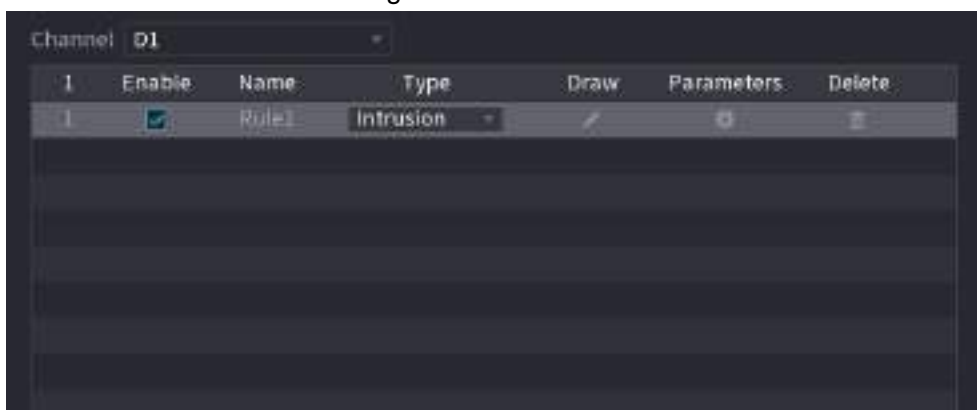 Channel D1
1 Enable Name Type Draw Parameters Delete
1 Rule1 Intrusion